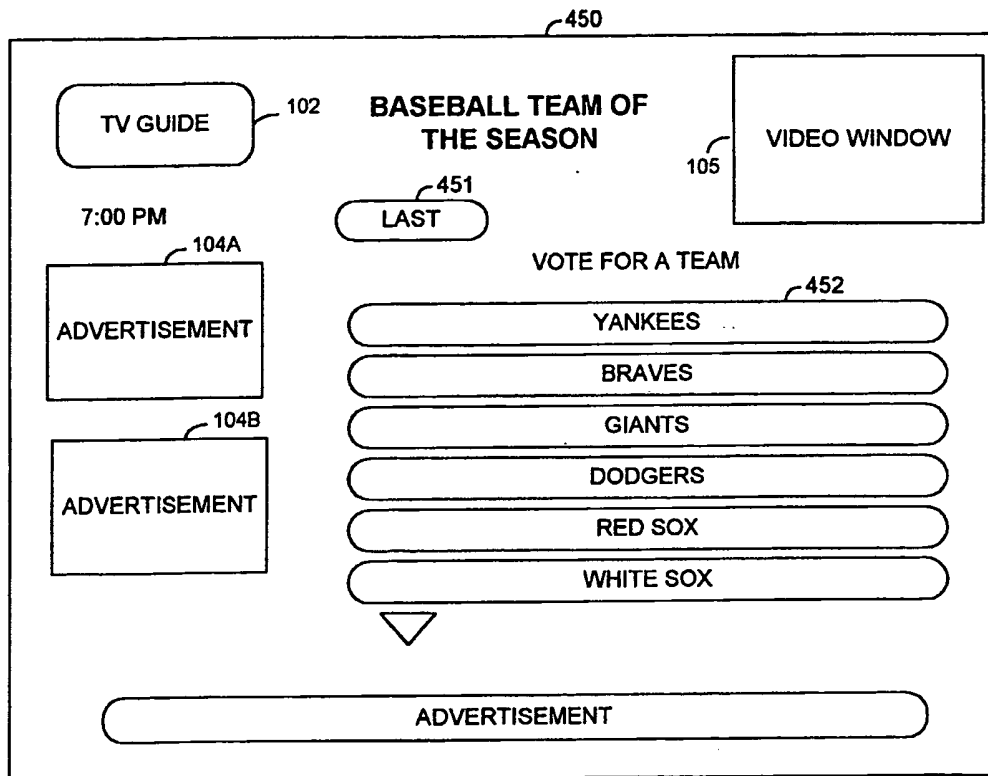 450
TV GUIDE
102
BASEBALL TEAM OF
THE SEASON
105
VIDEO WINDOW
7:00 PM
451
LAST
104A
ADVERTISEMENT
104B
ADVERTISEMENT
VOTE FOR A TEAM
452
YANKEES
BRAVES
GIANTS
DODGERS
RED SOX
WHITE SOX
ADVERTISEMENT